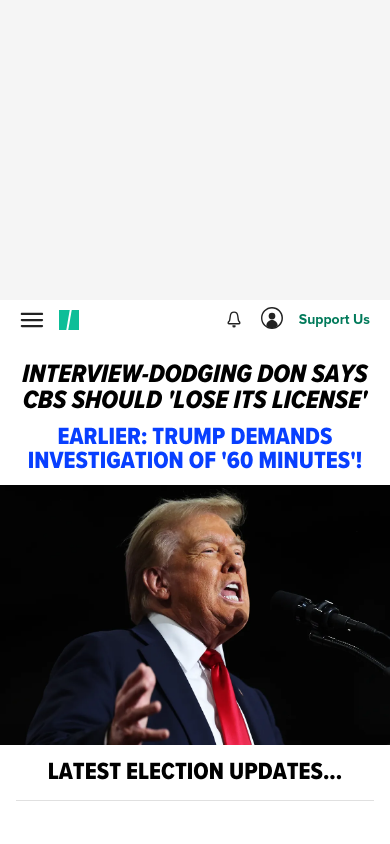 Support Us
INTERVIEW-DODGING DON SAYS
CBS SHOULD 'LOSE ITS LICENSE'
EARLIER: TRUMP DEMANDS
INVESTIGATION OF '60 MINUTES'!
LATEST ELECTION UPDATES...